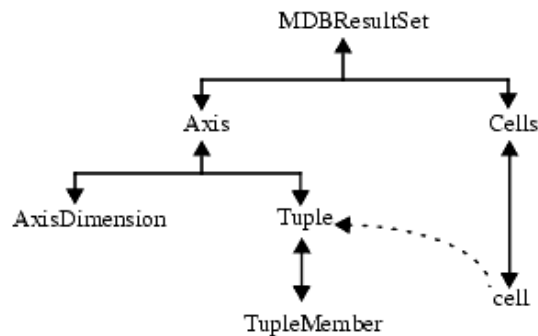 MDBResultSet
Axis
Cells
AxisDimension
Tuple
cell
TupleMember